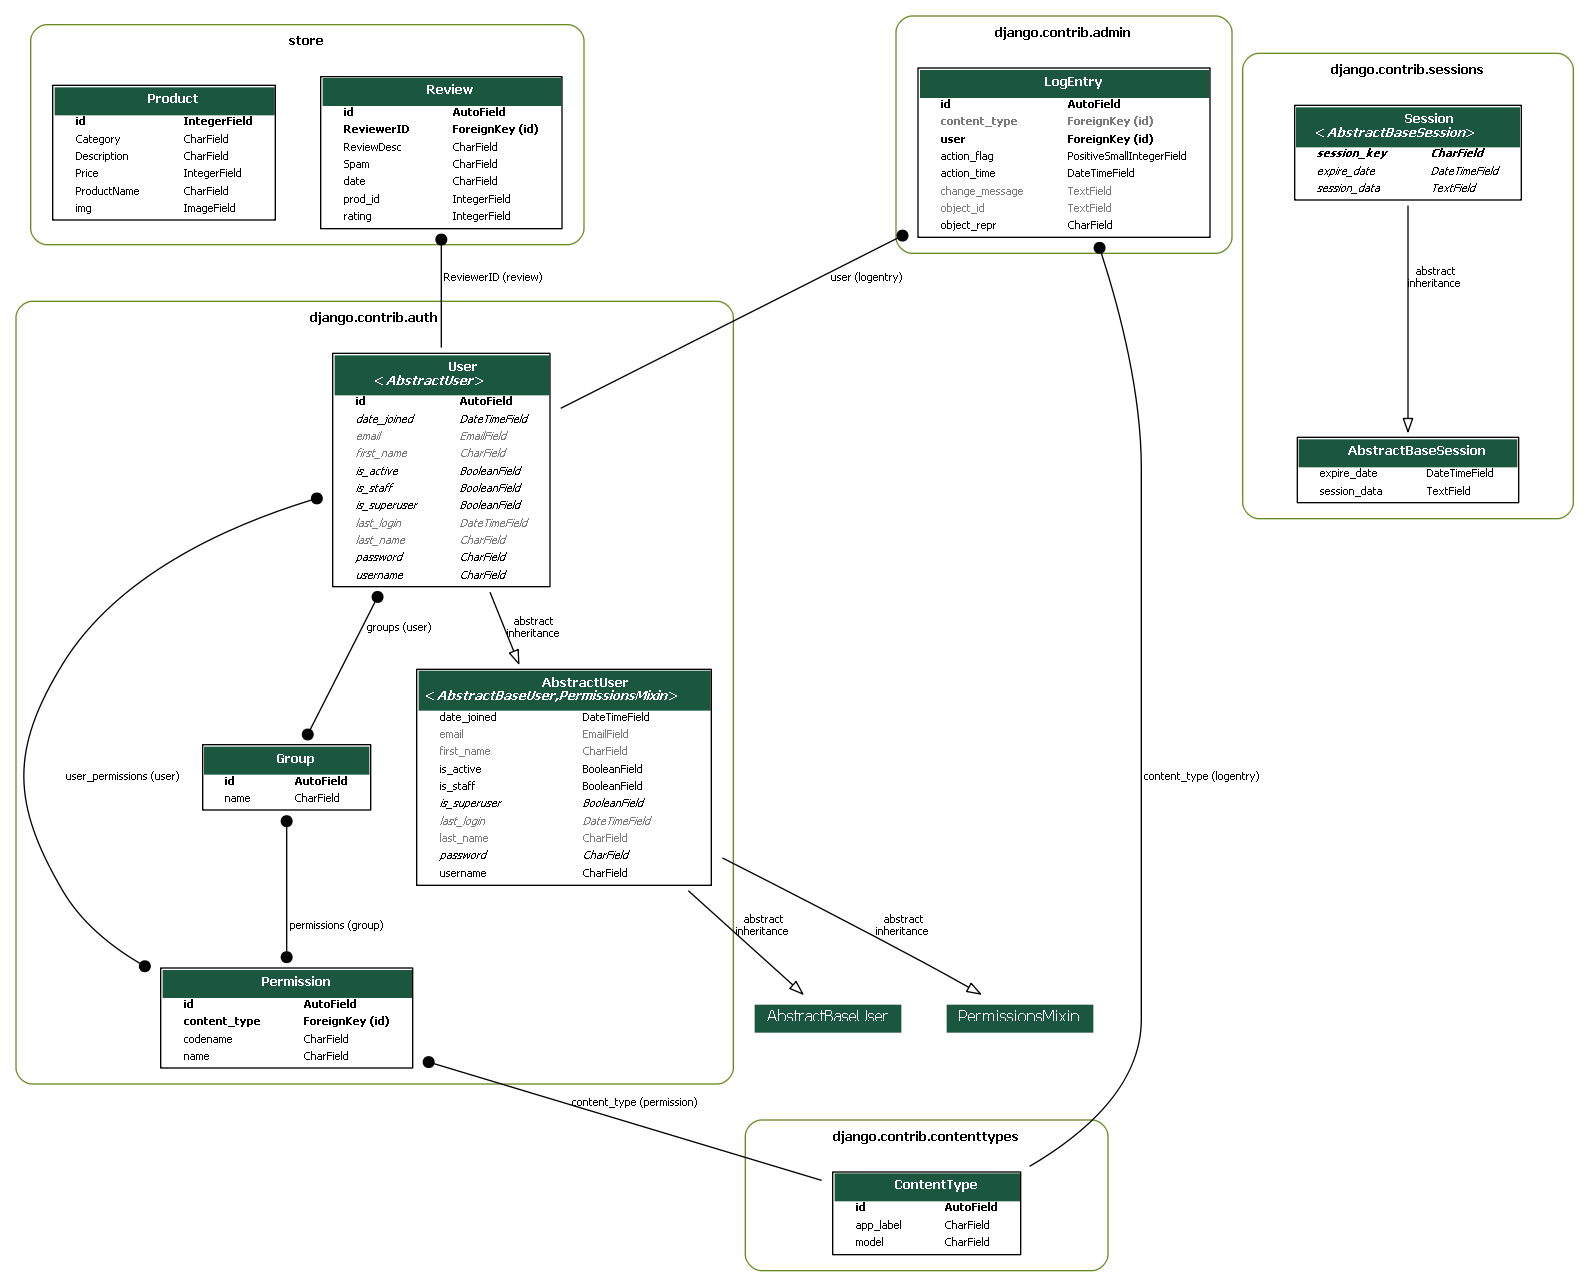 store
Product
id IntegerField
Category CharField
Description CharField
Price IntegerField
ProductName CharField
img ImageField
Review
id AutoField
ReviewerID ForeignKey (id)
ReviewDesc CharField
Spam CharField
date CharField
prod_id IntegerField
rating IntegerField
django.contrib.admin
LogEntry
id AutoField
content_type ForeignKey (id)
user ForeignKey (id)
action_flag PositiveSmallIntegerField
action_time DateTimeField
change_message TextField
object_id TextField
object_repr CharField
django.contrib.sessions
Session
<AbstractBaseSession>
session_key CharField
expire_date DateTimeField
session_data TextField
abstract
inheritance
AbstractBaseSession
expire_date DateTimeField
session_data TextField
ReviewerID (review)
user (logentry)
django.contrib.auth
User
<AbstractUser>
id AutoField
date_joined DateTimeField
email EmailField
first_name CharField
is_active BooleanField
is_staff BooleanField
is_superuser BooleanField
last_login DateTimeField
last_name CharField
password CharField
username CharField
groups (user)
abstract
inheritance
AbstractUser
<AbstractBaseUser,PermissionsMixin>
date_joined DateTimeField
email EmailField
first_name CharField
is_active BooleanField
is_staff BooleanField
is_superuser BooleanField
last_login DateTimeField
last_name CharField
password CharField
username CharField
Group
id AutoField
name CharField
user_permissions (user)
content_type (logentry)
permissions (group)
abstract
inheritance
abstract
inheritance
Permission
id AutoField
content_type ForeignKey (id)
codename CharField
name CharField
AbstractBaseUser
PermissionsMixin
content_type (permission)
django.contrib.contenttypes
ContentType
id AutoField
app_label CharField
model CharField